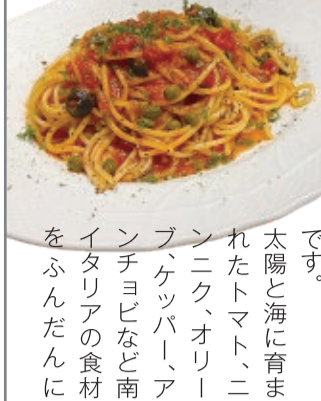 です。
太陽と海に育ま
れたトマト、ニ
ンニク、オリー
ブ、ケッパー、ア
ンチョビなど南
イタリアの食材
をふんだんに